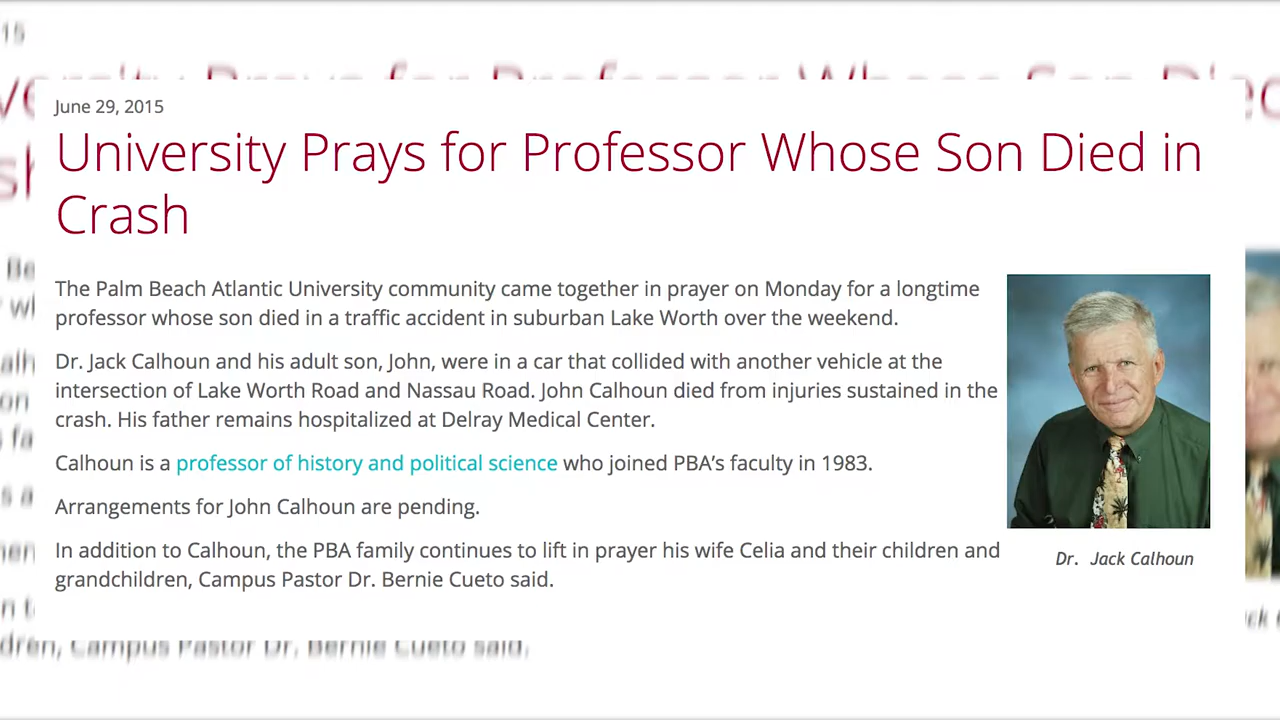 June 29, 2015
University Prays for Professor Whose Son Died in
Crash
The Palm Beach Atlantic University community came together in prayer on Monday for a longtime
professor whose son died in a traffic accident in suburban Lake Worth over the weekend.
Dr. Jack Calhoun and his adult son, John, were in a car that collided with another vehicle at the
intersection of Lake Worth Road and Nassau Road. John Calhoun died from injuries sustained in the
crash. His father remains hospitalized at Delray Medical Center.
Calhoun is a professor of history and political science who joined PBA’s faculty in 1983.
Arrangements for John Calhoun are pending.
In addition to Calhoun, the PBA family continues to lift in prayer his wife Celia and their children and
grandchildren, Campus Pastor Dr. Bernie Cueto said.
Dr. Jack Calhoun